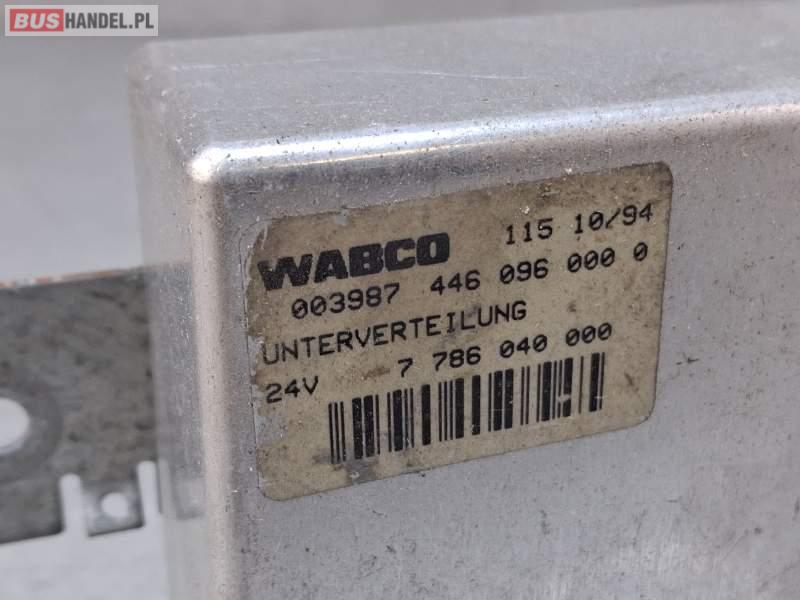 BUSHANDEL.PL
WABCO 115 10/94
003987 446 096 000 0
UNTERVERTEILUNG
24V 7 786 040 000